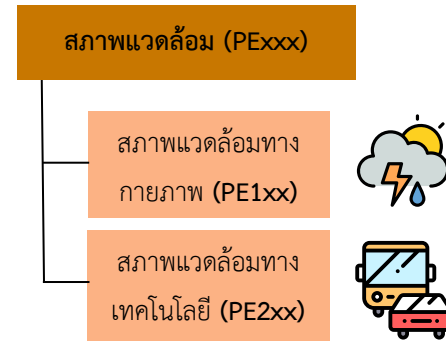 สภาพแวดล้อม (PExxx)
สภาพแวดล้อมทาง
กายภาพ (PE1xx)
สภาพแวดล้อมทาง
เทคโนโลยี (PE2xx)